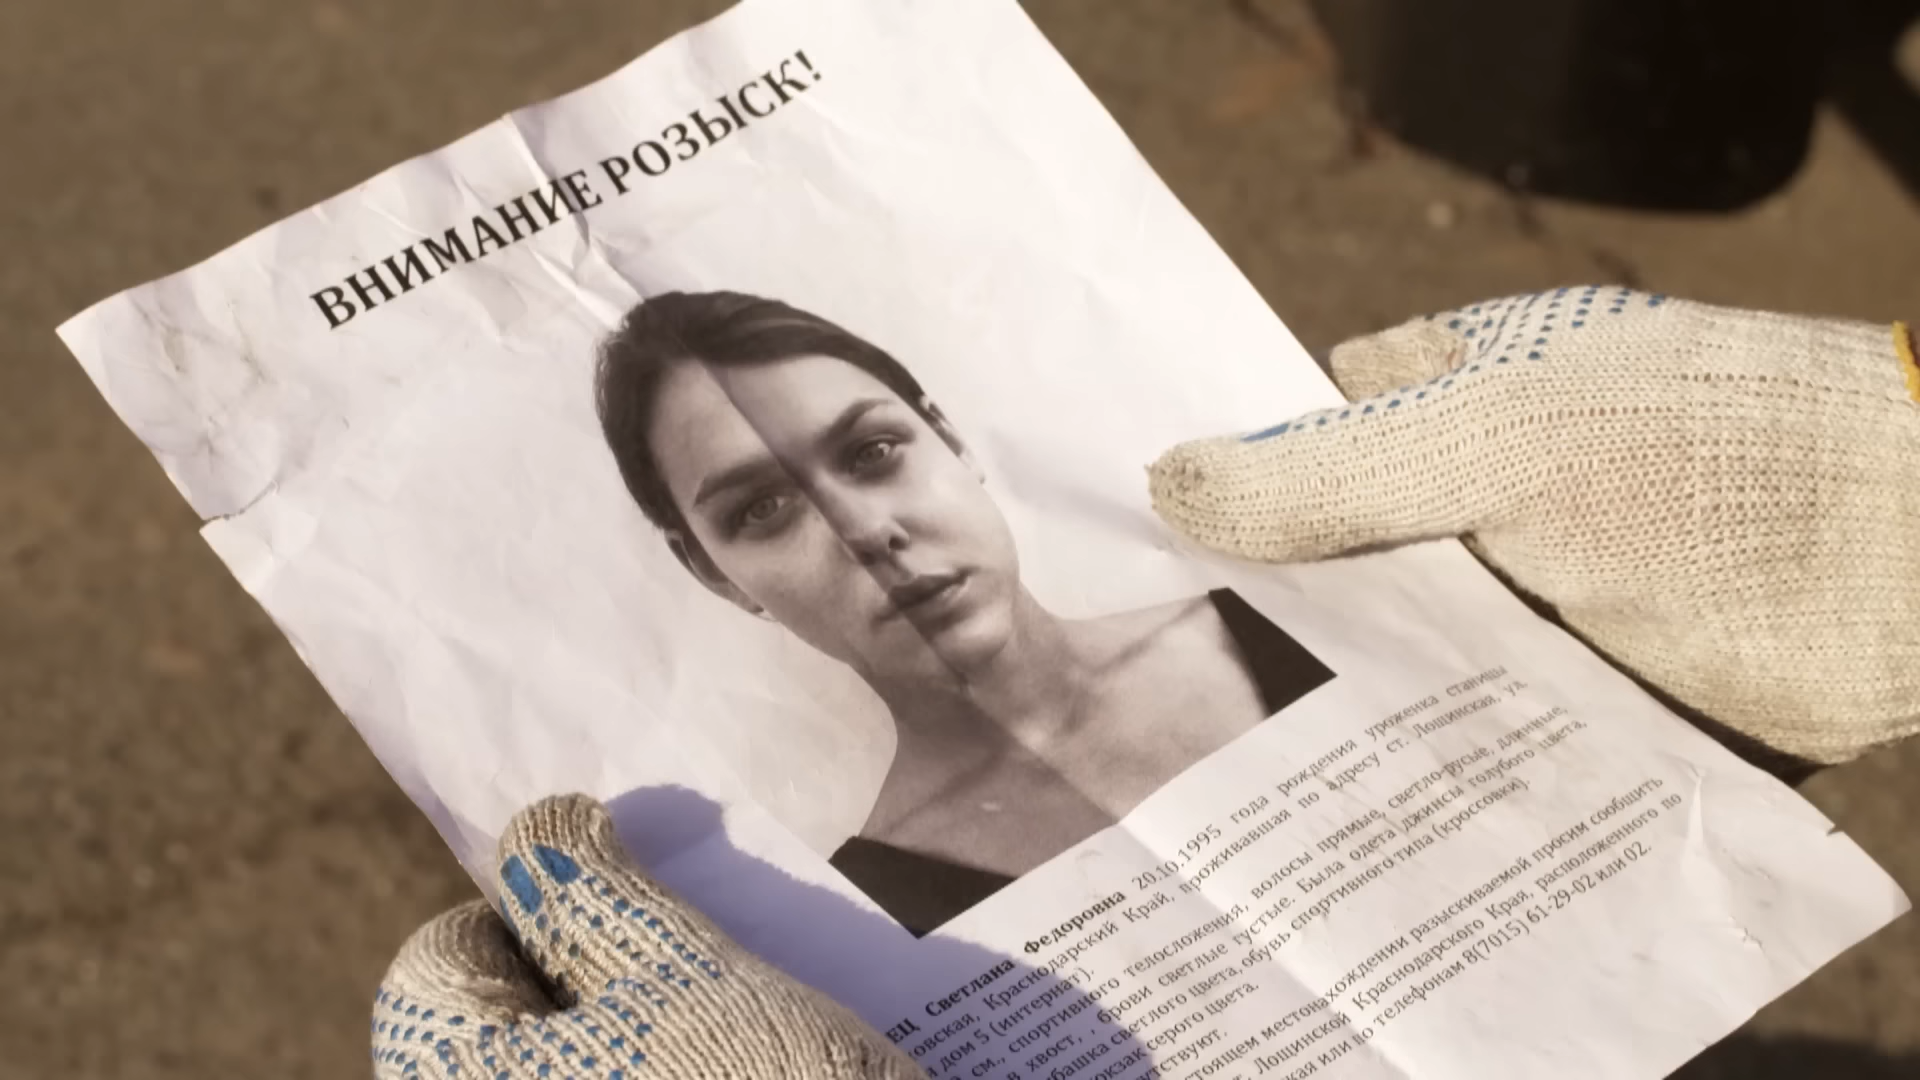 ВНИМАНИЕ РОЗЫСК!
Светлана Федоровна 20.10.1995 года рождения уроженка станицы
Краснодарский Край, проживавшая по адресу ст. Лощинская, ул.
дом 5 (интернат).
см., спортивного телосложения, волосы прямые, светло-русые, длинные,
в хвост, , брови светлые густые. Была одета джинсы голубого цвета,
светлого цвета, обувь спортивного типа (кроссовки).
серого цвета.
местонахождении разыскиваемой просим сообщить
Лощинской Краснодарского Края, расположенного по
или по телефонам 8(7015) 61-29-02 или 02.